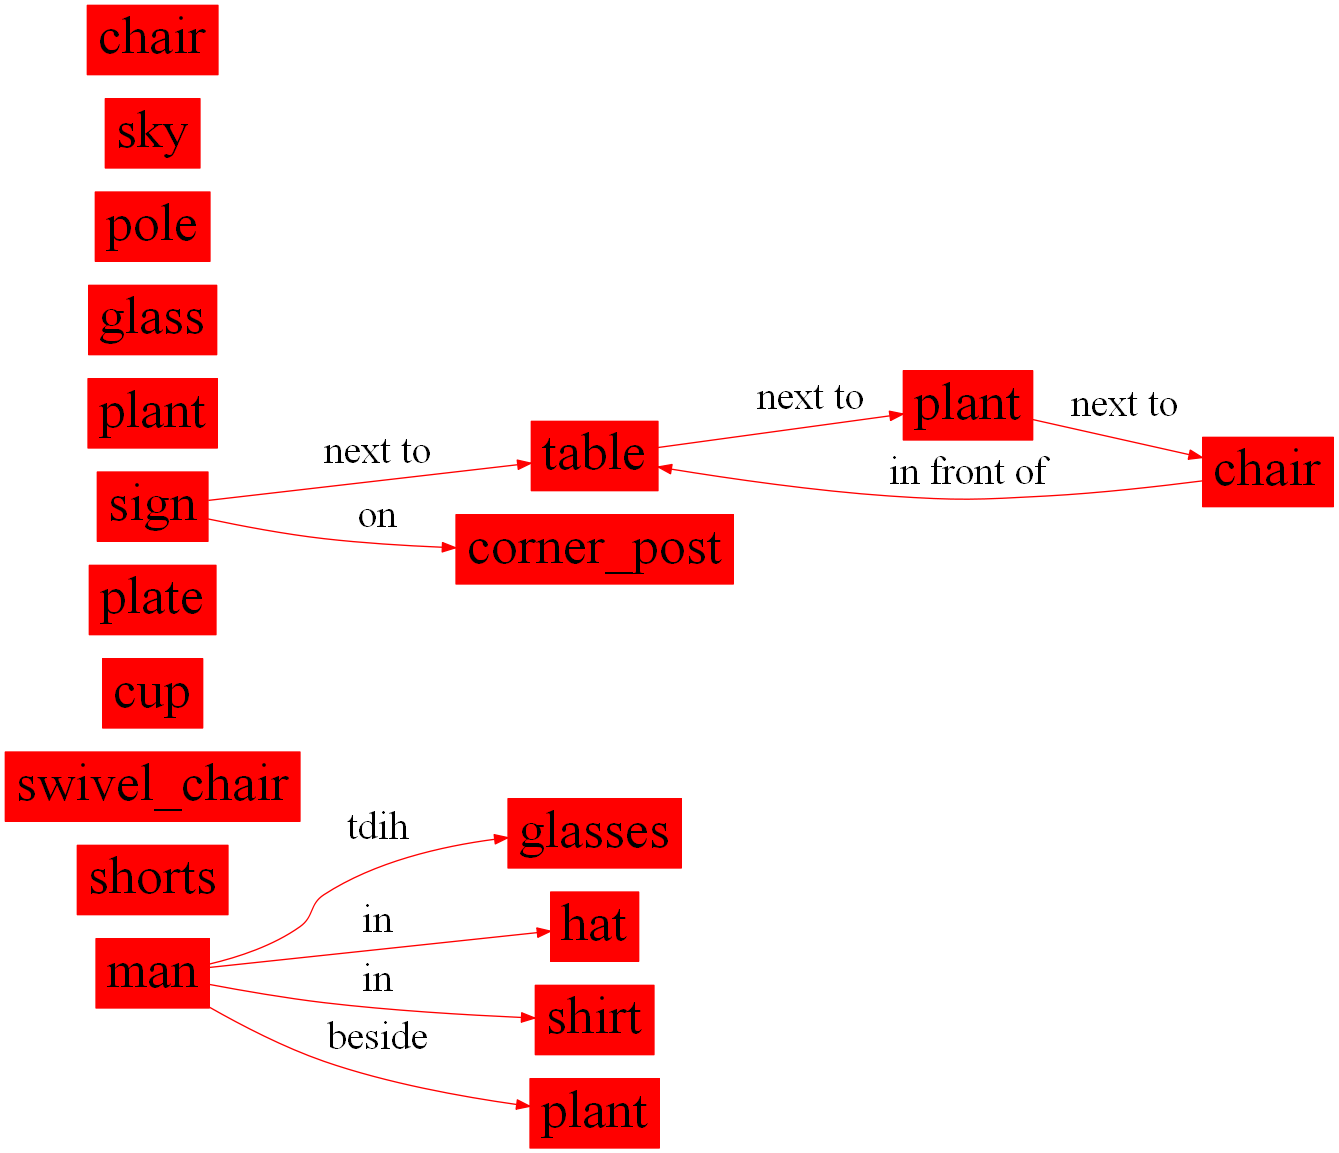 chair
sky
pole
glass
plant
sign
next to
on
table
corner_post
next to
in front of
plant
next to
chair
plate
cup
swivel_chair
shorts
man
tdih
in
in
beside
glasses
hat
shirt
plant